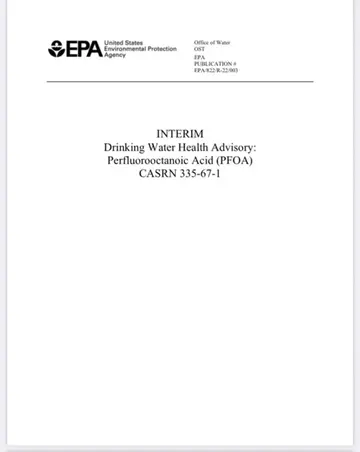 EPA
United States
Environmental Protection
Agency
Office of Water
OST
EPA
PUBLICATION #
EPA/822/R-22/003
INTERIM
Drinking Water Health Advisory:
Perfluorooctanoic Acid (PFOA)
CASRN 335-67-1